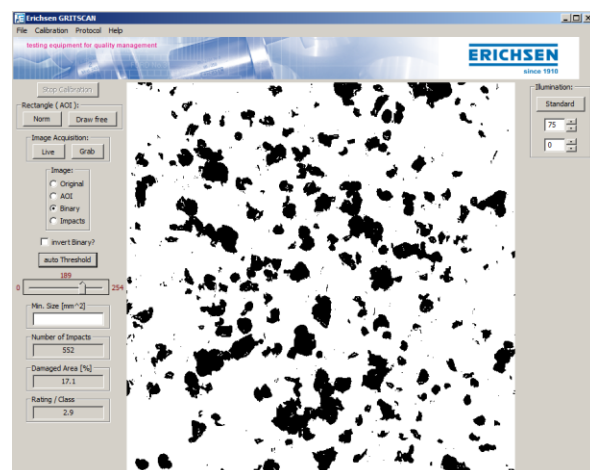 Erichsen GRITSCAN
File Calibration Protocol Help
testing equipment for quality management
ERICHSEN
since 1910
Stop Calibration
Rectangle ( AOI ):
Norm Draw free
Image Acquisition:
Live Grab
Image:
Original
AOI
Binary
Impacts
invert Binary?
auto Threshold
189
0 254
Min. Size [mm^2]
Number of Impacts
552
Damaged Area [%]
17.1
Rating / Class
2.9
Illumination:
Standard
75
0